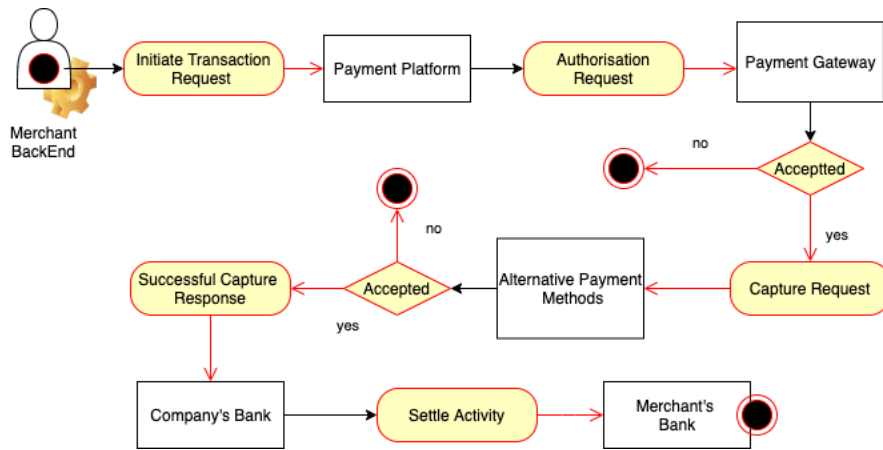 Initiate Transaction
Request
Payment Platform
Authorisation
Request
Payment Gateway
Merchant
BackEnd
no
Acceptted
yes
no
Successful Capture
Response
Accepted
yes
Alternative Payment
Methods
Capture Request
Company's Bank
Settle Activity
Merchant's
Bank